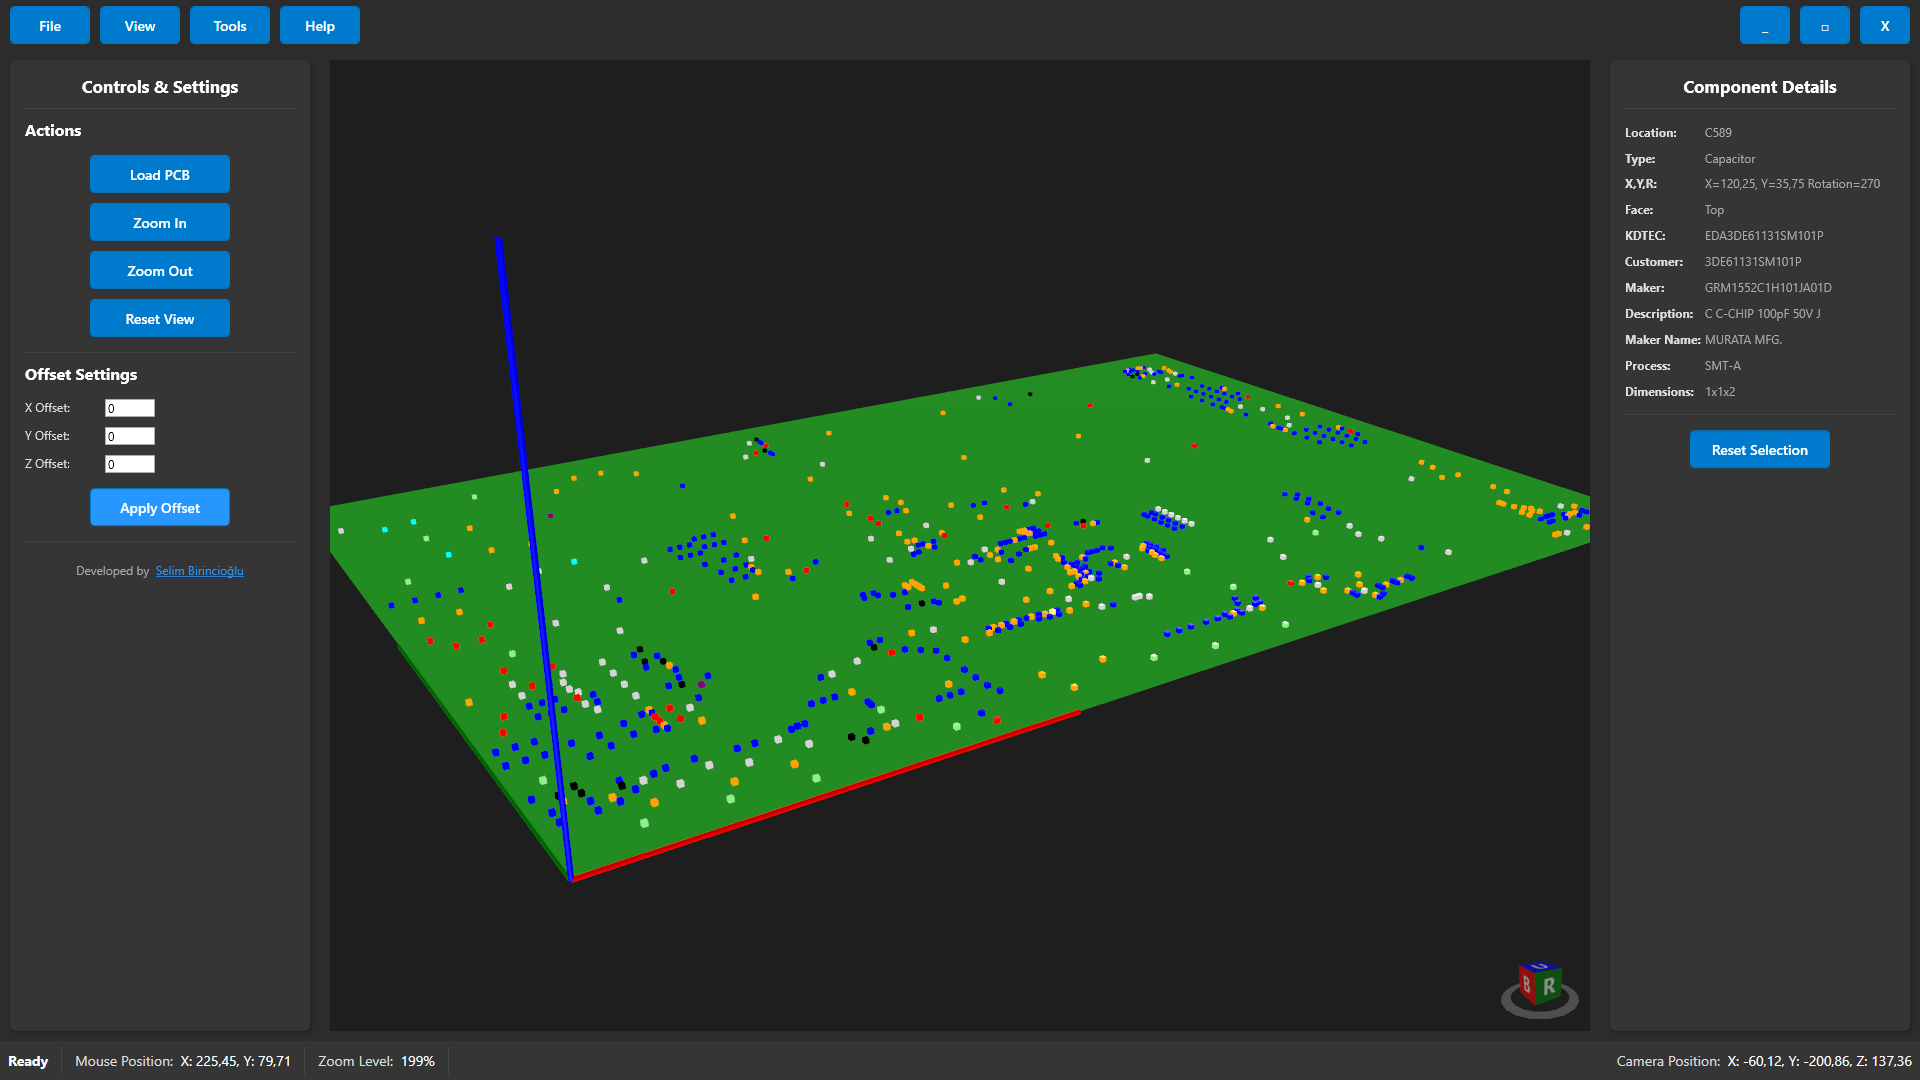 File View Tools Help _ □ X
Controls & Settings
Actions
Load PCB
Zoom In
Zoom Out
Reset View
Offset Settings
X Offset: 0
Y Offset: 0
Z Offset: 0
Apply Offset
Developed by Selim Birincioğlu
Component Details
Location: C589
Type: Capacitor
X,Y,R: X=120,25, Y=35,75 Rotation=270
Face: Top
KDTEC: EDA3DE61131SM101P
Customer: 3DE61131SM101P
Maker: GRM1552C1H101JA01D
Description: C C-CHIP 100pF 50V J
Maker Name: MURATA MFG.
Process: SMT-A
Dimensions: 1x1x2
Reset Selection
U
B R
Ready Mouse Position: X: 225,45, Y: 79,71 Zoom Level: 199% Camera Position: X: -60,12, Y: -200,86, Z: 137,36